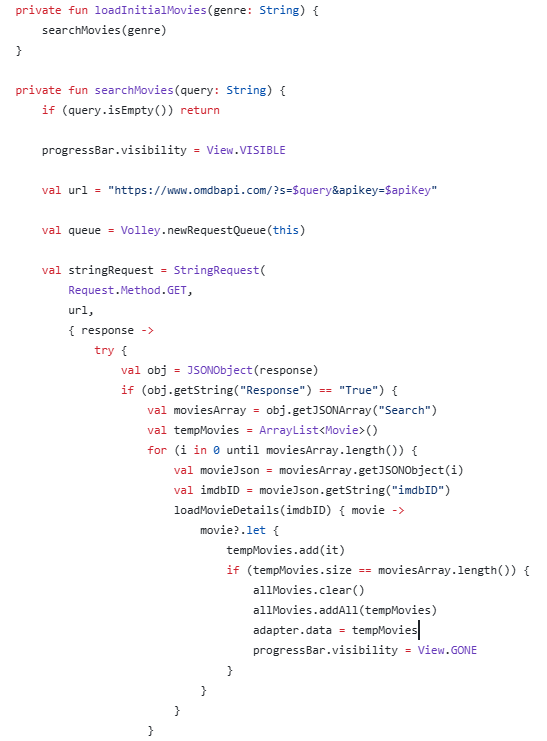 private fun loadInitialMovies(genre: String) {
    searchMovies(genre)
}

private fun searchMovies(query: String) {
    if (query.isEmpty()) return

    progressBar.visibility = View.VISIBLE

    val url = "https://www.omdbapi.com/?s=$query&apikey=$apiKey"

    val queue = Volley.newRequestQueue(this)

    val stringRequest = StringRequest(
        Request.Method.GET,
        url,
        { response ->
            try {
                val obj = JSONObject(response)
                if (obj.getString("Response") == "True") {
                    val moviesArray = obj.getJSONArray("Search")
                    val tempMovies = ArrayList<Movie>()
                    for (i in 0 until moviesArray.length()) {
                        val movieJson = moviesArray.getJSONObject(i)
                        val imdbID = movieJson.getString("imdbID")
                        loadMovieDetails(imdbID) { movie ->
                            movie?.let {
                                tempMovies.add(it)
                                if (tempMovies.size == moviesArray.length()) {
                                    allMovies.clear()
                                    allMovies.addAll(tempMovies)
                                    adapter.data = tempMovies
                                    progressBar.visibility = View.GONE
                                }
                            }
                        }
                    }